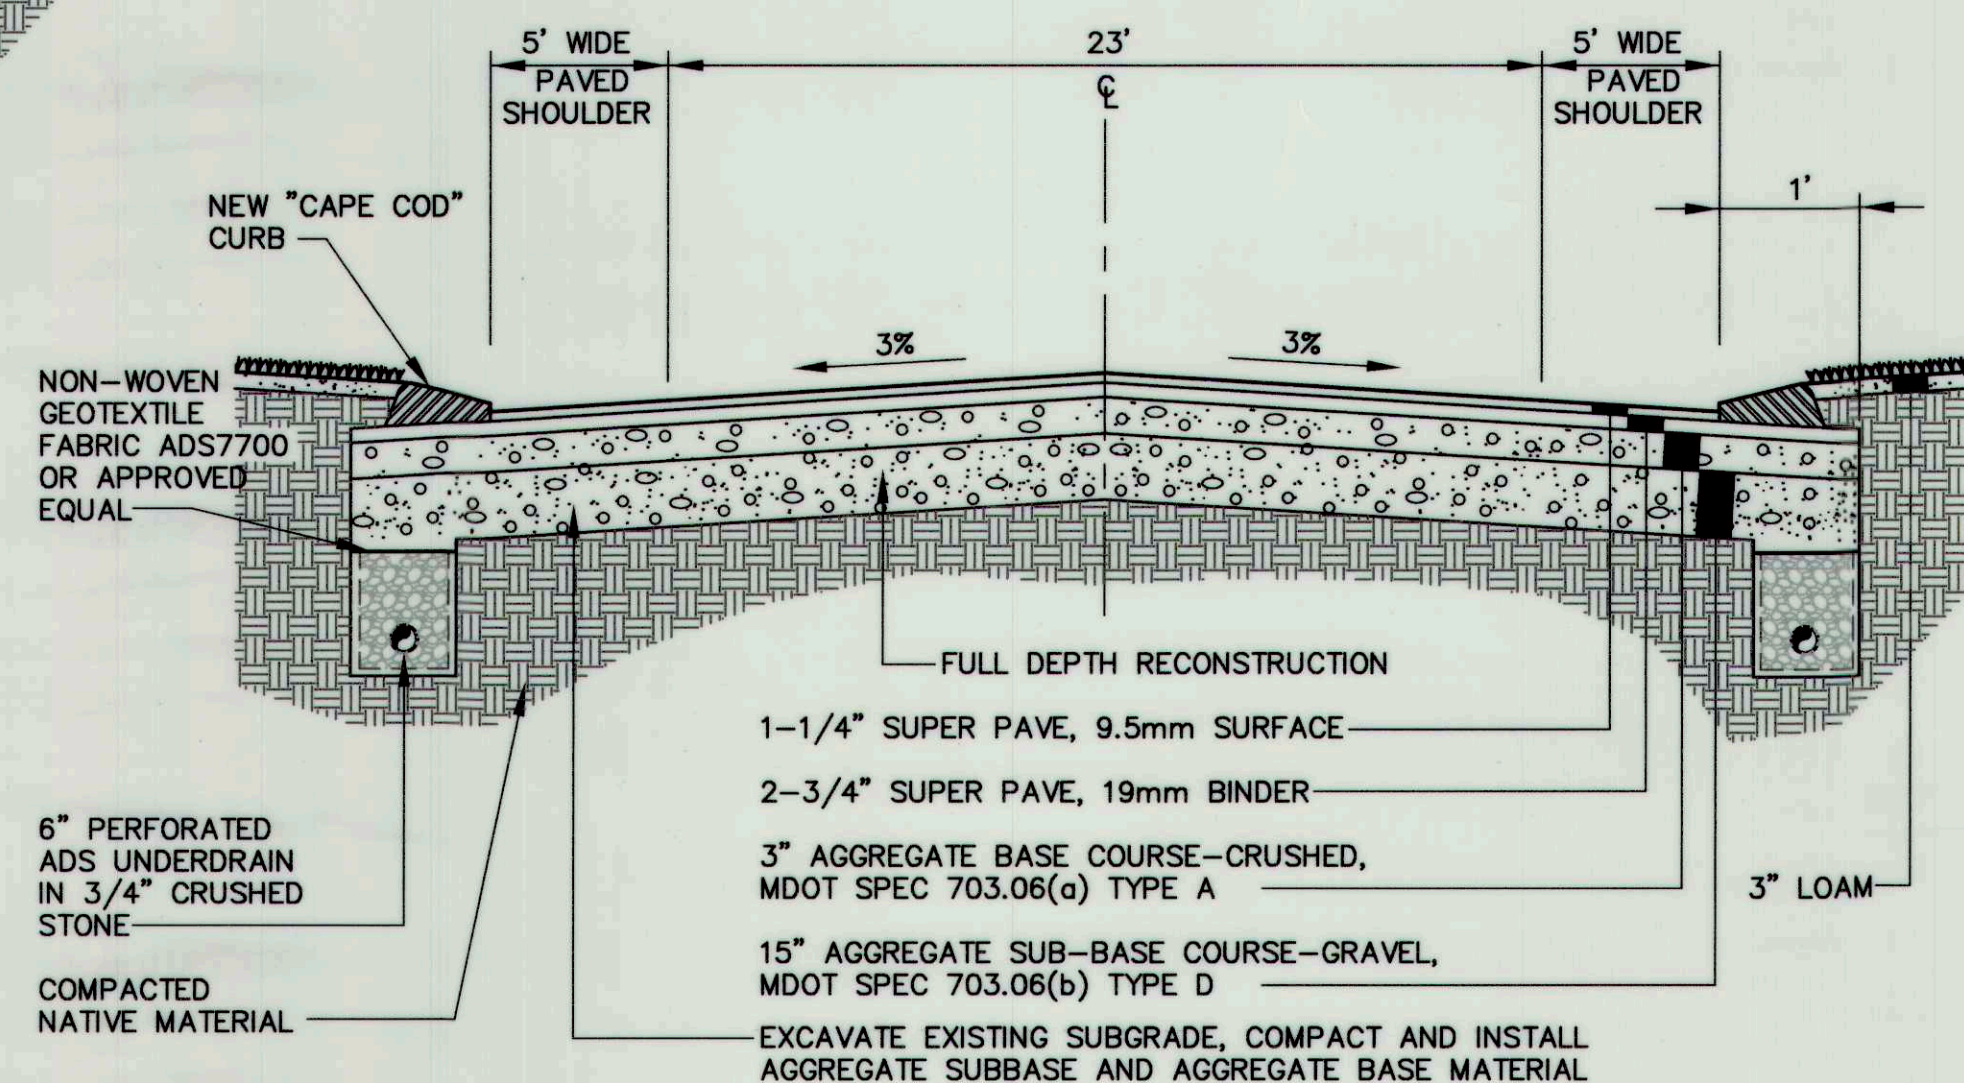 5' WIDE
PAVED
SHOULDER
23'
℄
5' WIDE
PAVED
SHOULDER
1'
NEW "CAPE COD"
CURB
3%
3%
NON-WOVEN
GEOTEXTILE
FABRIC ADS7700
OR APPROVED
EQUAL
FULL DEPTH RECONSTRUCTION
1-1/4" SUPER PAVE, 9.5mm SURFACE
2-3/4" SUPER PAVE, 19mm BINDER
3" AGGREGATE BASE COURSE-CRUSHED,
MDOT SPEC 703.06(a) TYPE A
15" AGGREGATE SUB-BASE COURSE-GRAVEL,
MDOT SPEC 703.06(b) TYPE D
EXCAVATE EXISTING SUBGRADE, COMPACT AND INSTALL
AGGREGATE SUBBASE AND AGGREGATE BASE MATERIAL
6" PERFORATED
ADS UNDERDRAIN
IN 3/4" CRUSHED
STONE
COMPACTED
NATIVE MATERIAL
3" LOAM